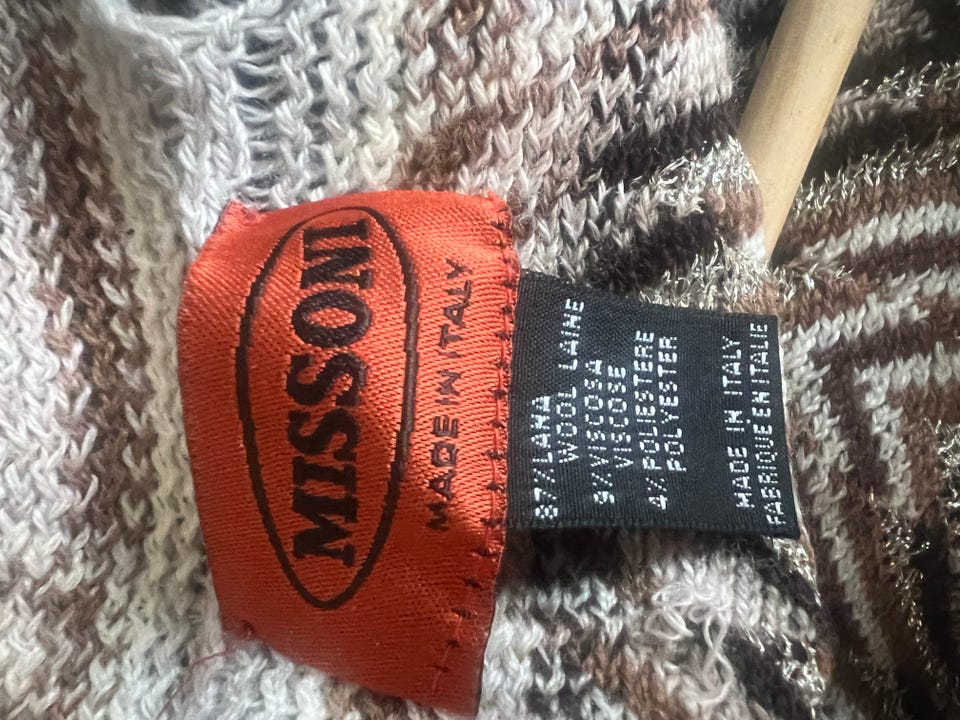 MISSONI
MADE IN ITALY
87% LANA
WOOL LAINE
9% VISCOSA
VISCOSE
4% POLIESTERE
POLYESTER
MADE IN ITALY
FABRIQUE EN ITALIE